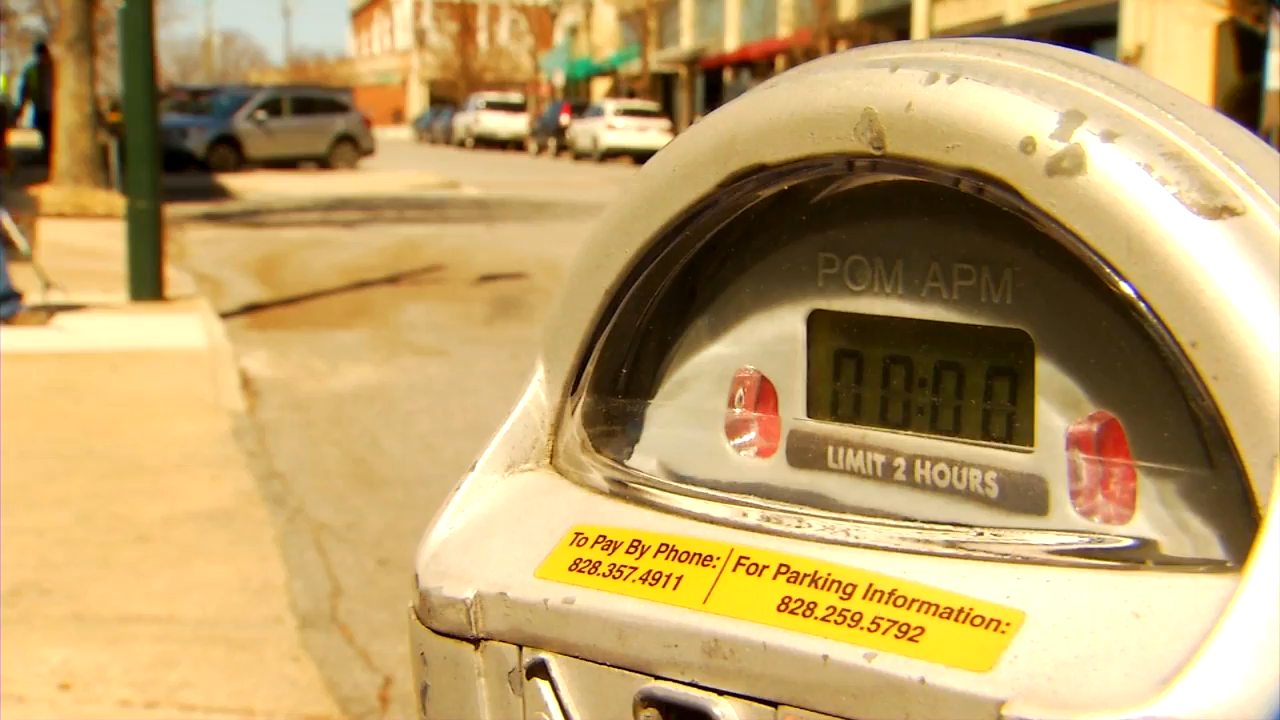 POM APM
00:00
LIMIT 2 HOURS
To Pay By Phone:
828.357.4911
For Parking Information:
828.259.5792